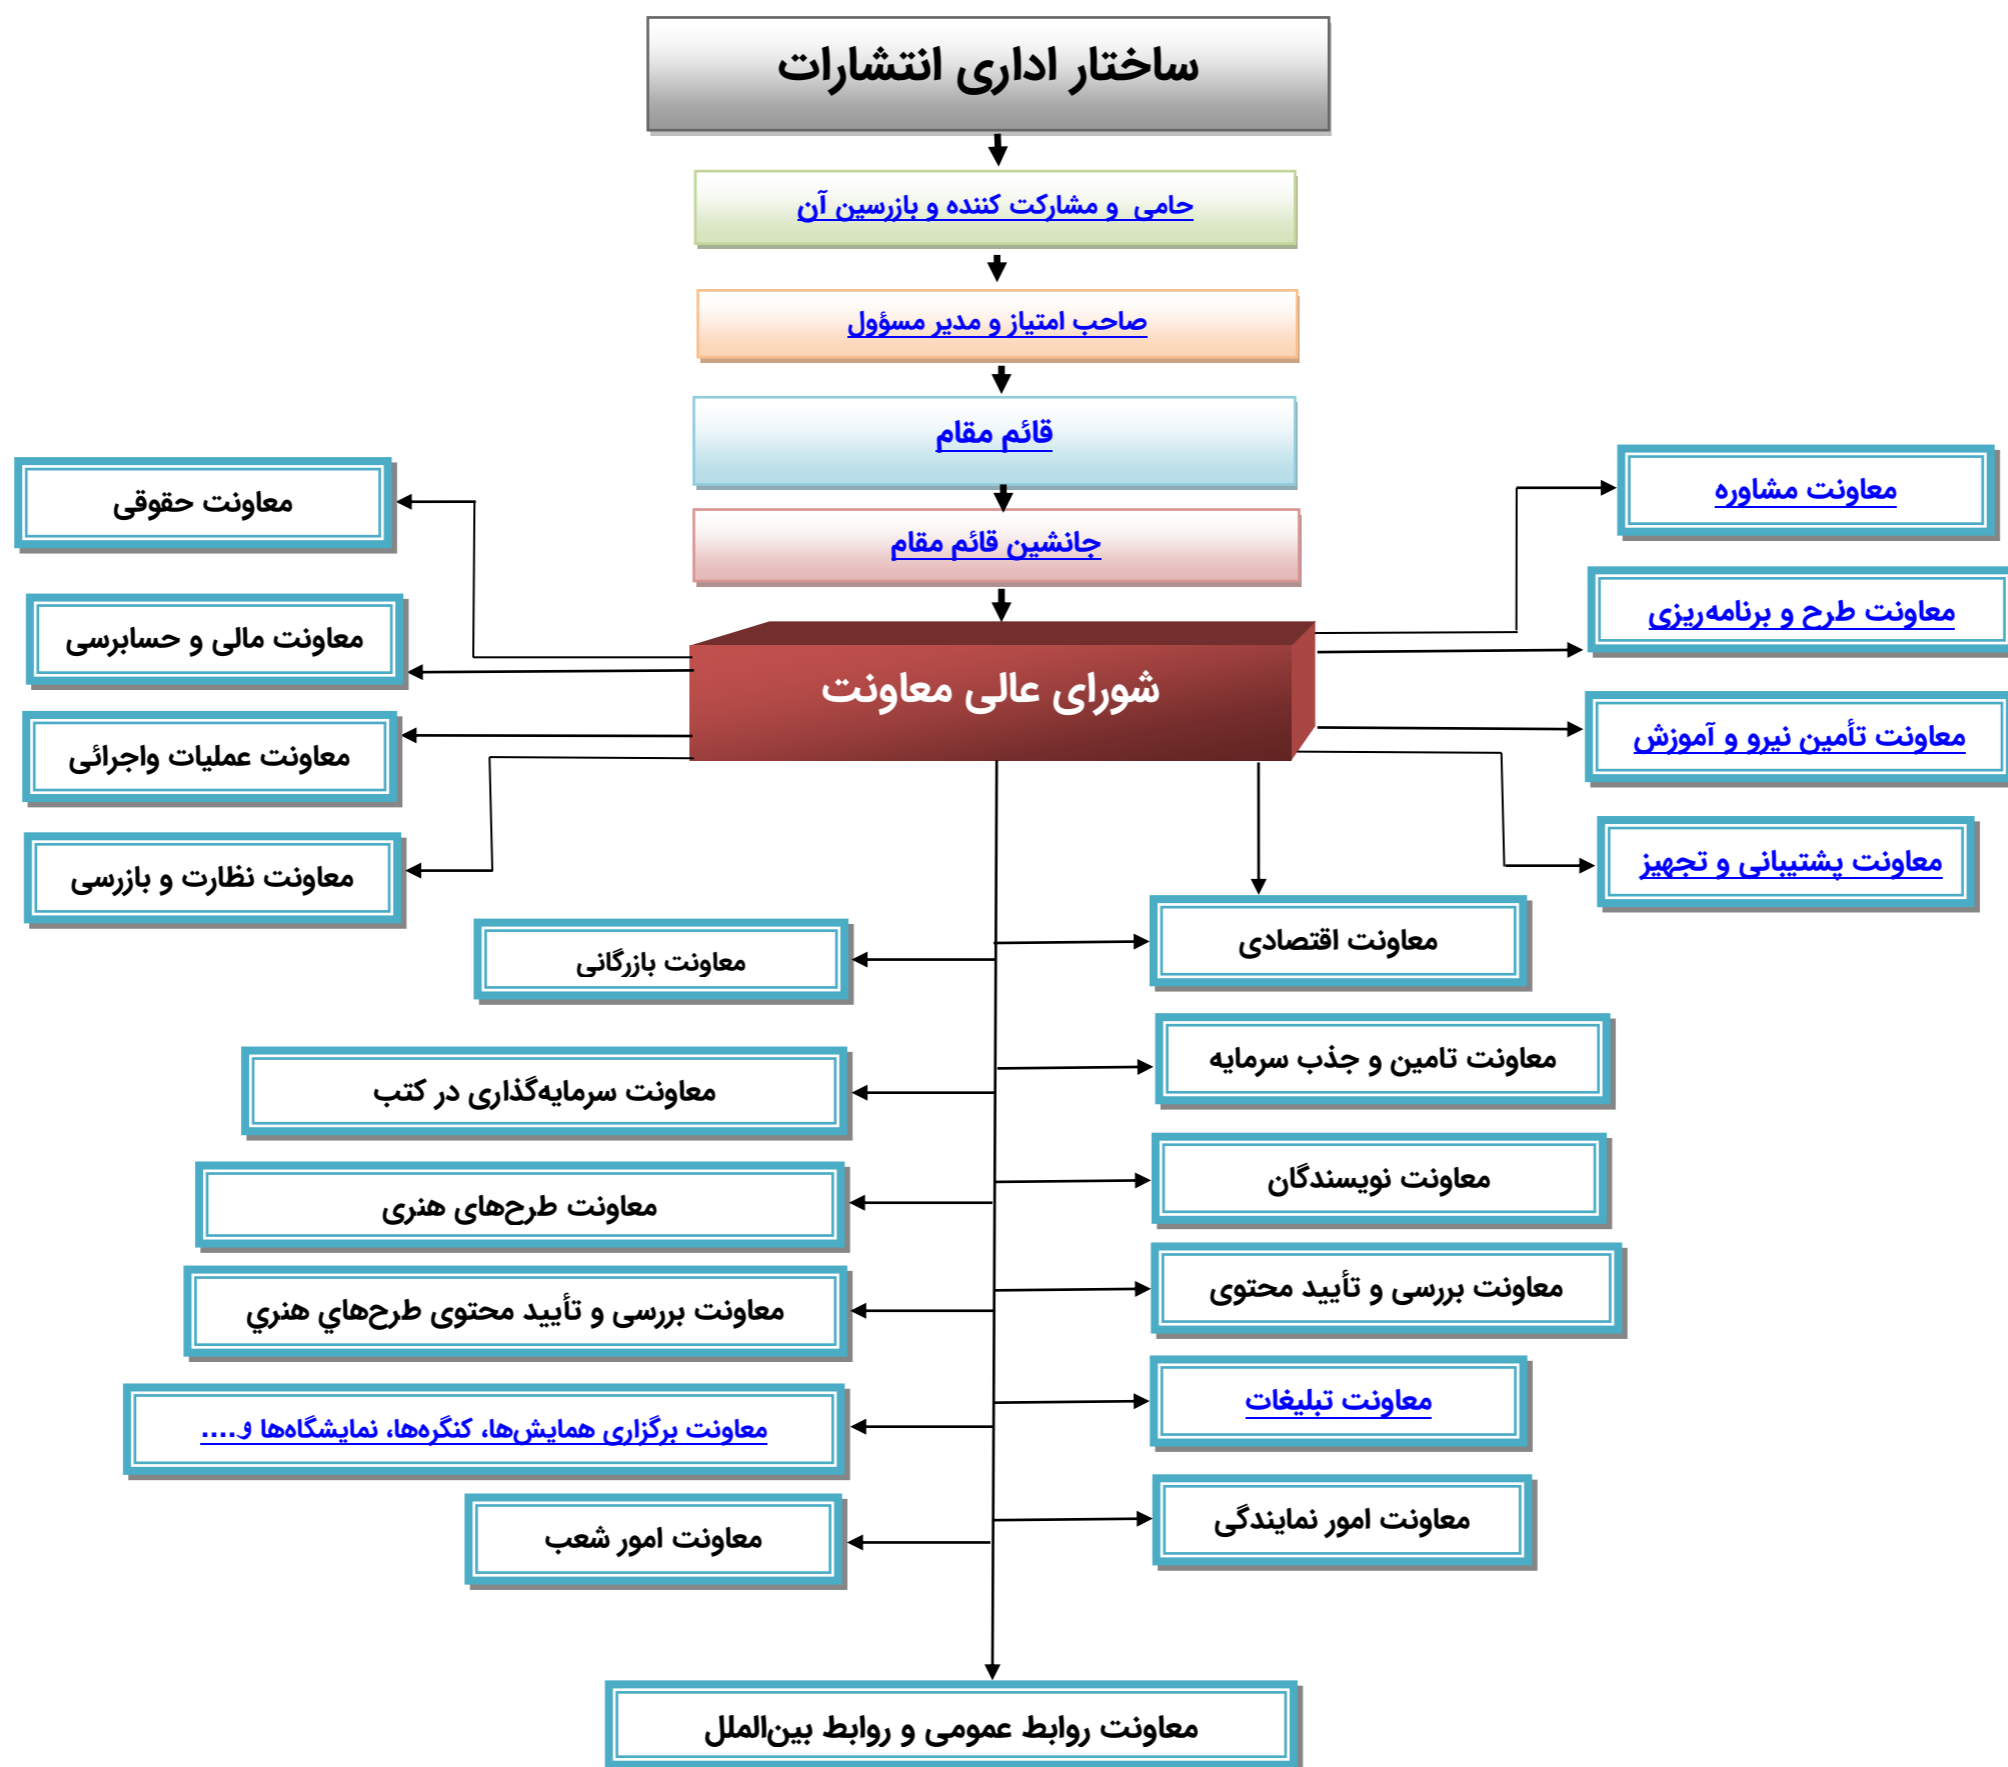 ساختار اداری انتشارات
حامی و مشارکت کننده و بازرسین آن
صاحب امتیاز و مدیر مسؤول
قائم مقام
جانشین قائم مقام
شورای عالی معاونت
معاونت مشاوره
معاونت طرح و برنامه‌ریزی
معاونت تأمین نیرو و آموزش
معاونت پشتیبانی و تجهیز
معاونت حقوقی
معاونت مالی و حسابرسی
معاونت عملیات واجرائی
معاونت نظارت و بازرسی
معاونت اقتصادی
معاونت بازرگانی
معاونت تامین و جذب سرمایه
معاونت سرمایه‌گذاری در کتب
معاونت نویسندگان
معاونت طرح‌های هنری
معاونت بررسی و تأیید محتوی
معاونت بررسی و تأیید محتوی طرح‌هاي هنري
معاونت تبلیغات
معاونت برگزاری همایش‌ها، کنگره‌ها، نمایشگاه‌ها و....
معاونت امور نمایندگی
معاونت امور شعب
معاونت روابط عمومی و روابط بین‌الملل